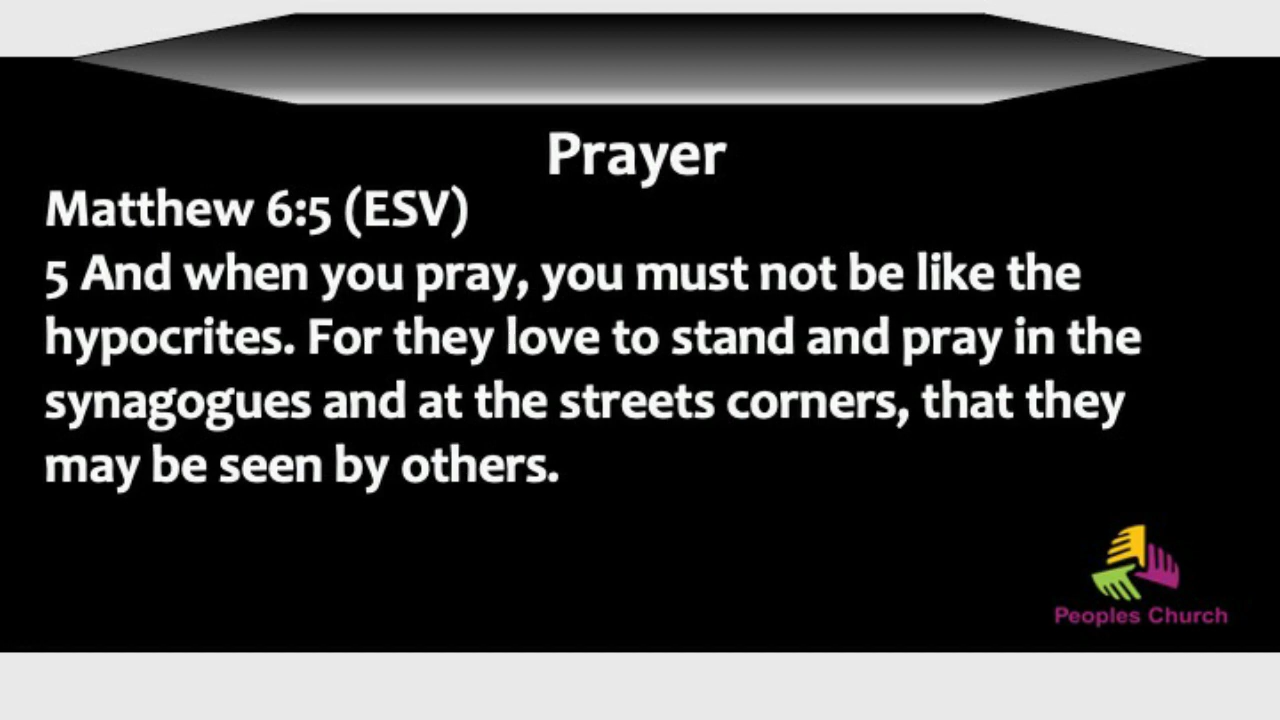 Prayer
Matthew 6:5 (ESV)
5 And when you pray, you must not be like the
hypocrites. For they love to stand and pray in the
synagogues and at the streets corners, that they
may be seen by others.
Peoples Church